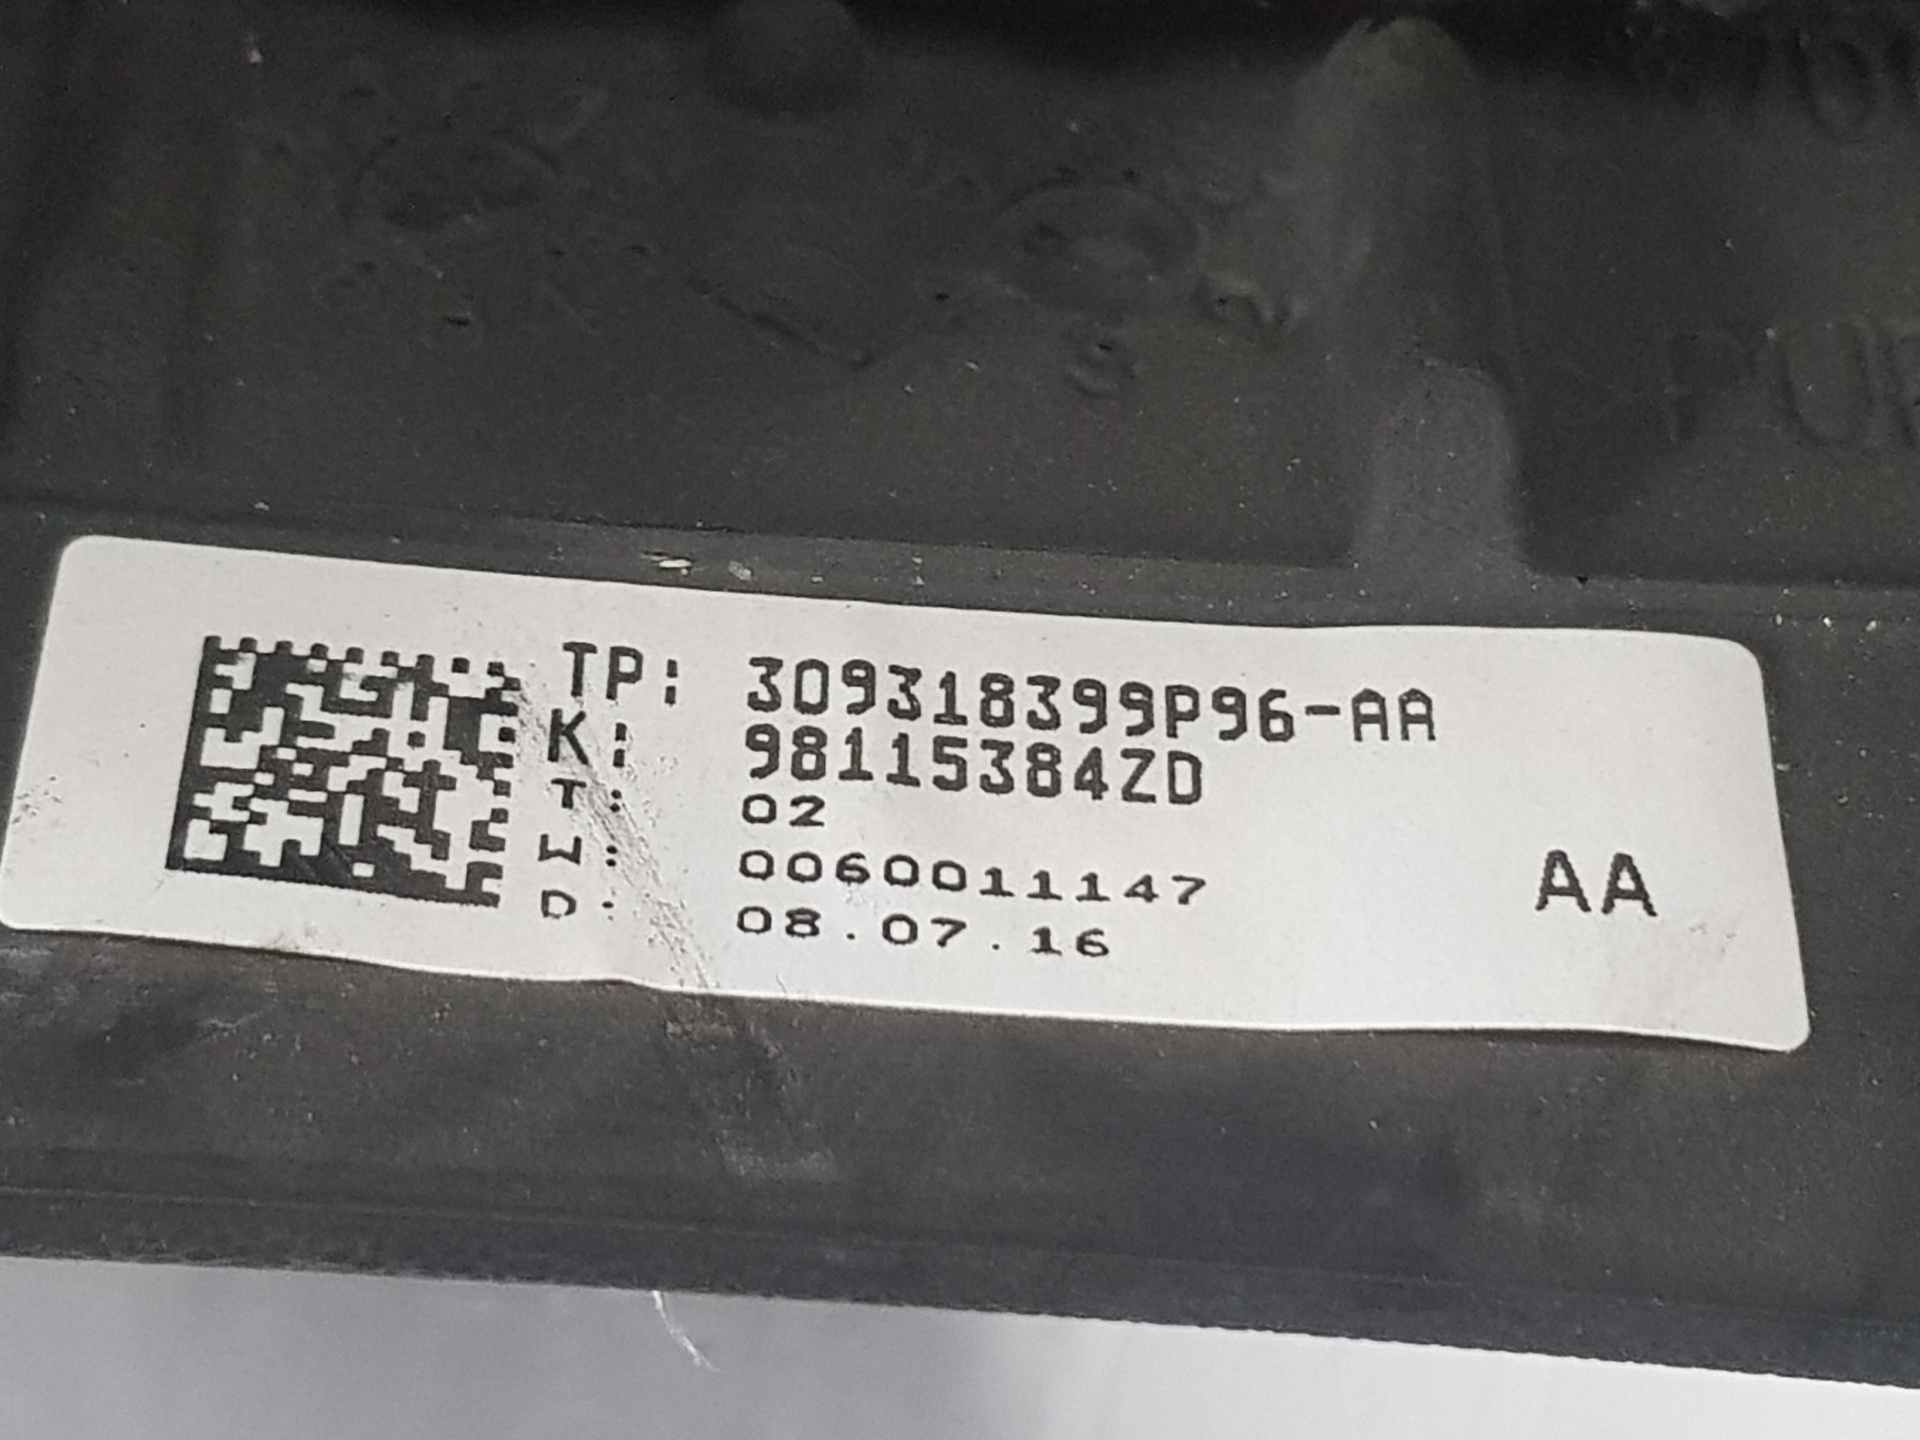 TP: 309318399P96-AA
K: 98115384ZD
T: 02
W: 0060011147
AA
D: 08.07.16